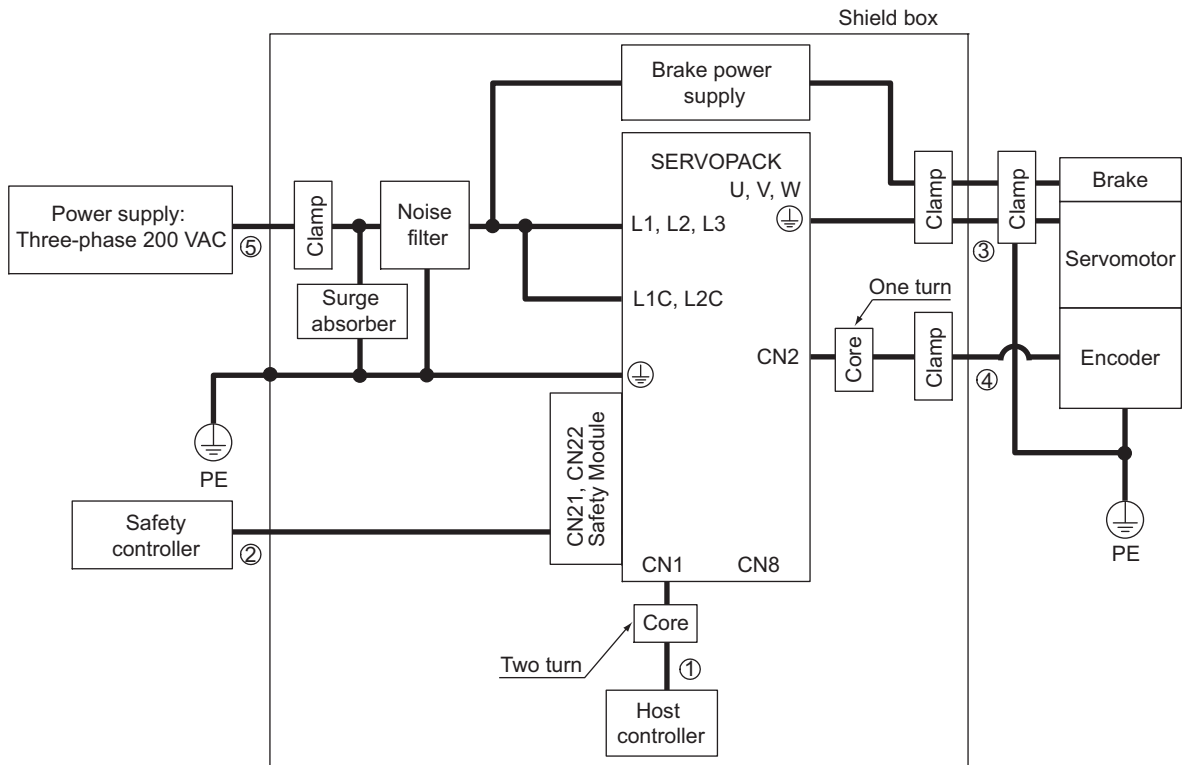 Shield box
Brake power
supply
SERVOPACK
U, V, W
Clamp
Clamp
Brake
Power supply:
Three-phase 200 VAC
⑤
Clamp
Noise
filter
L1, L2, L3
③
Servomotor
Surge
absorber
L1C, L2C
One turn
CN2
Core
Clamp
④
Encoder
PE
CN21, CN22
Safety Module
Safety
controller
②
PE
CN1
CN8
Core
Two turn
①
Host
controller